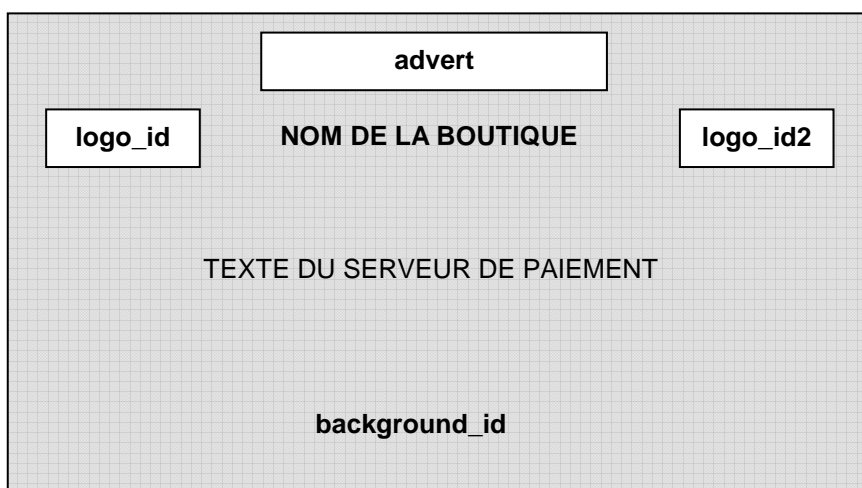 advert
logo_id NOM DE LA BOUTIQUE logo_id2
TEXTE DU SERVEUR DE PAIEMENT
background_id